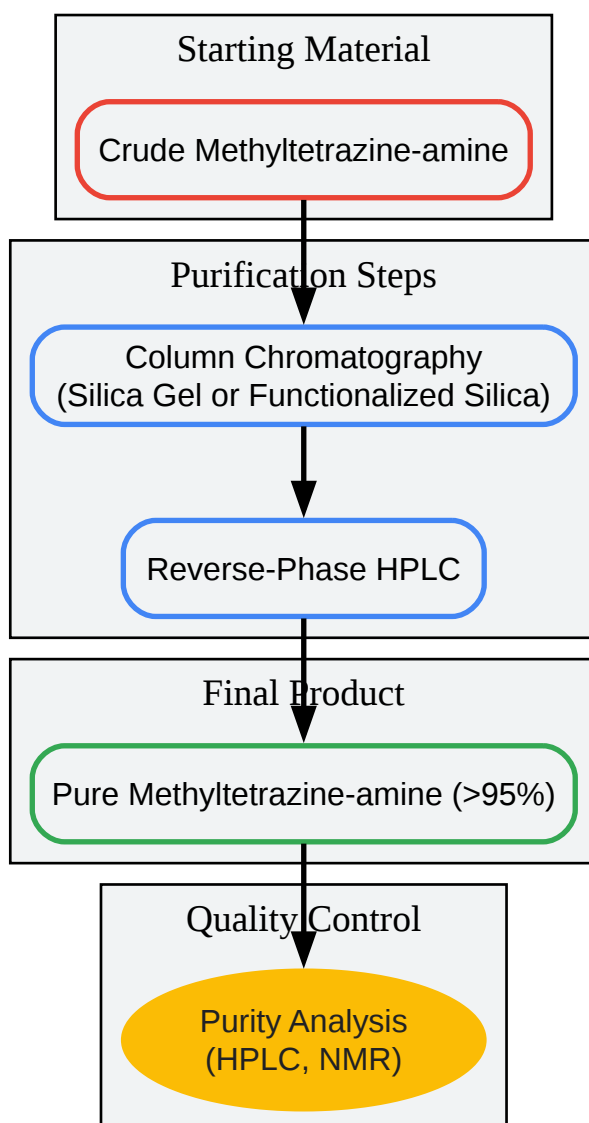 Starting Material
Crude Methyltetrazine-amine
Purification Steps
Column Chromatography
(Silica Gel or Functionalized Silica)
Reverse-Phase HPLC
Final Product
Pure Methyltetrazine-amine (>95%)
Quality Control
Purity Analysis
(HPLC, NMR)